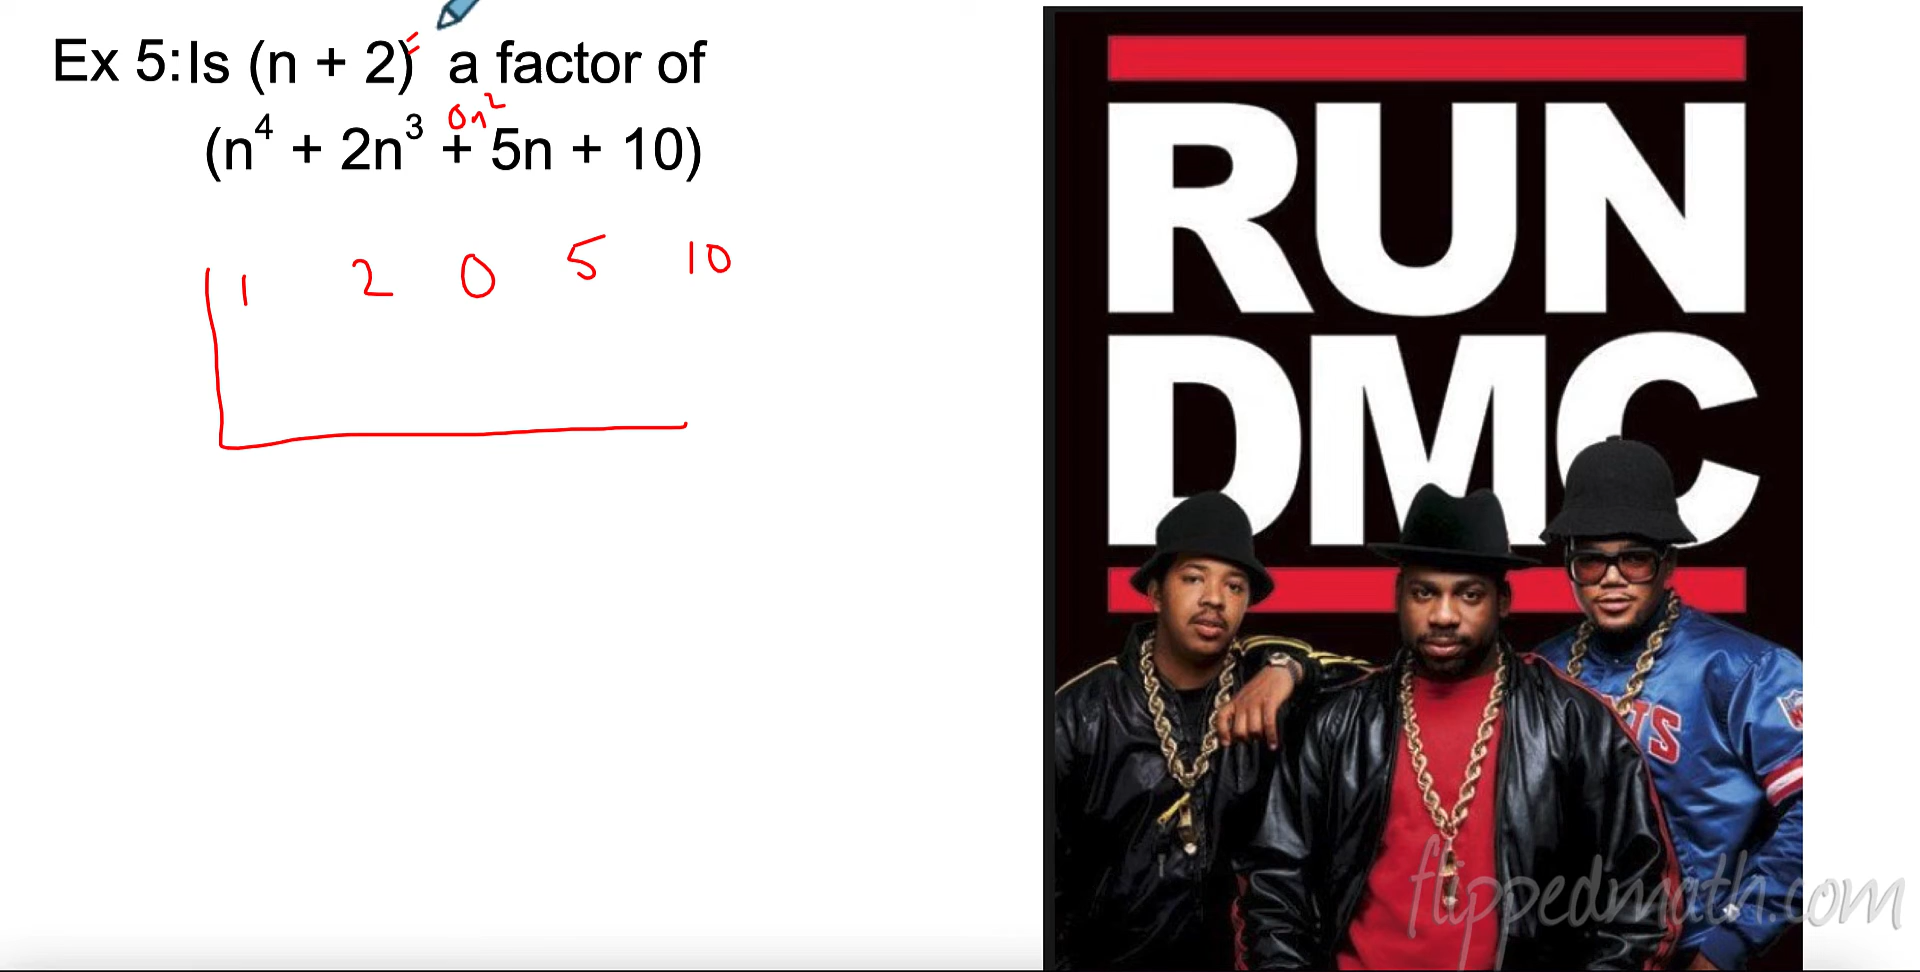 Ex 5: Is (n + 2) = a factor of
0n²
(n⁴ + 2n³ + 5n + 10)
1 2 0 5 10
RUN
DMC
flippedmath.com